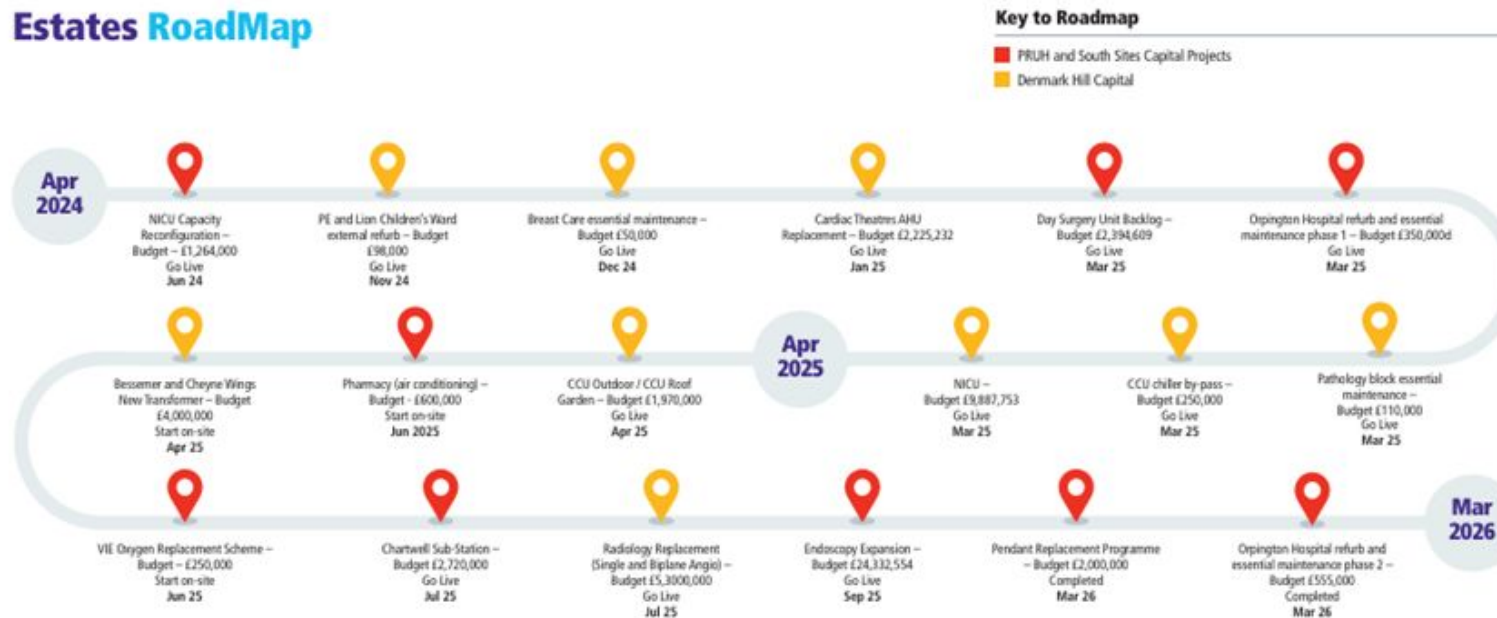 Estates RoadMap
Key to Roadmap
PRUH and South Sites Capital Projects
Denmark Hill Capital
Apr
2024
NICU Capacity
Reconfiguration –
Budget – £1,264,000
Go Live
Jun 24
PE and Lion Children's Ward
external refurb – Budget
£98,000
Go Live
Nov 24
Breast Care essential maintenance –
Budget £50,000
Go Live
Dec 24
Cardiac Theatres AHU
Replacement – Budget £2,225,232
Go Live
Jan 25
Day Surgery Unit Backlog –
Budget £2,394,609
Go Live
Mar 25
Orpington Hospital refurb and essential
maintenance phase 1 – Budget £350,000d
Go Live
Mar 25
Bessemer and Cheyne Wings
New Transformer – Budget
£4,000,000
Start on-site
Apr 25
Pharmacy (air conditioning) –
Budget - £600,000
Start on-site
Jun 2025
CCU Outdoor / CCU Roof
Garden – Budget £1,970,000
Go Live
Apr 25
Apr
2025
NICU –
Budget £9,887,753
Go Live
Mar 25
CCU chiller by-pass –
Budget £250,000
Go Live
Mar 25
Pathology block essential
maintenance –
Budget £110,000
Go Live
Mar 25
VIE Oxygen Replacement Scheme –
Budget – £250,000
Start on-site
Jun 25
Chartwell Sub-Station –
Budget £2,720,000
Go Live
Jul 25
Radiology Replacement
(Single and Biplane Angio) –
Budget £5,3000,000
Go Live
Jul 25
Endoscopy Expansion –
Budget £24,332,554
Go Live
Sep 25
Pendant Replacement Programme
– Budget £2,000,000
Completed
Mar 26
Orpington Hospital refurb and
essential maintenance phase 2 –
Budget £555,000
Completed
Mar 26
Mar
2026